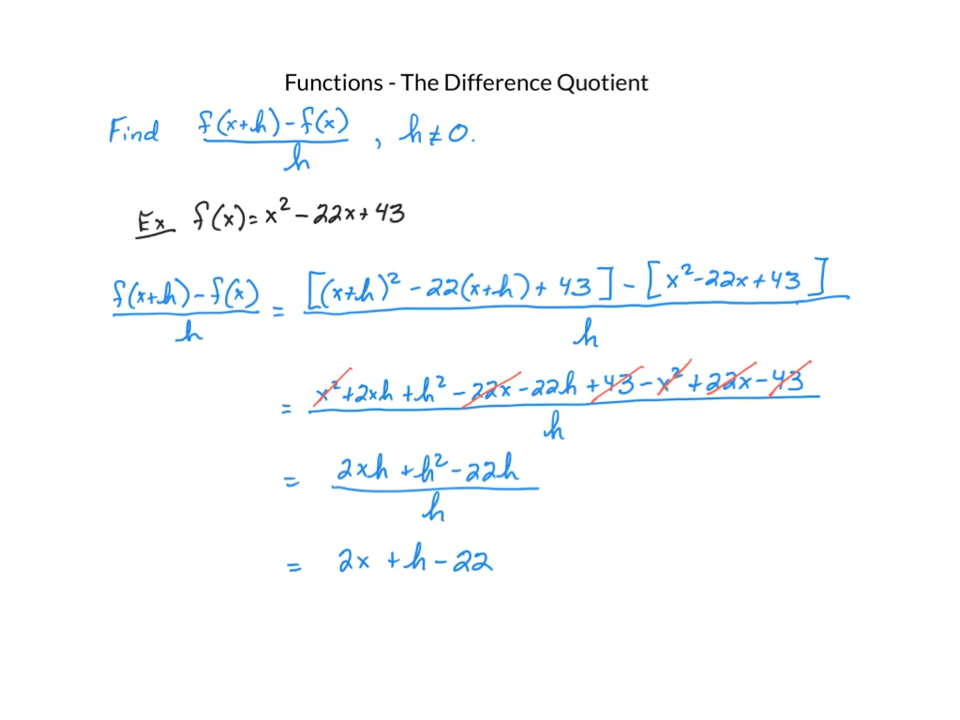 Functions - The Difference Quotient
Find (f(x+h) - f(x))/h , h ≠ 0.
Ex f(x) = x² - 22x + 43
(f(x+h) - f(x))/h = ([(x+h)² - 22(x+h) + 43] - [x² - 22x + 43])/h
= (x² + 2xh + h² - 22x - 22h + 43 - x² + 22x - 43)/h
= (2xh + h² - 22h)/h
= 2x + h - 22